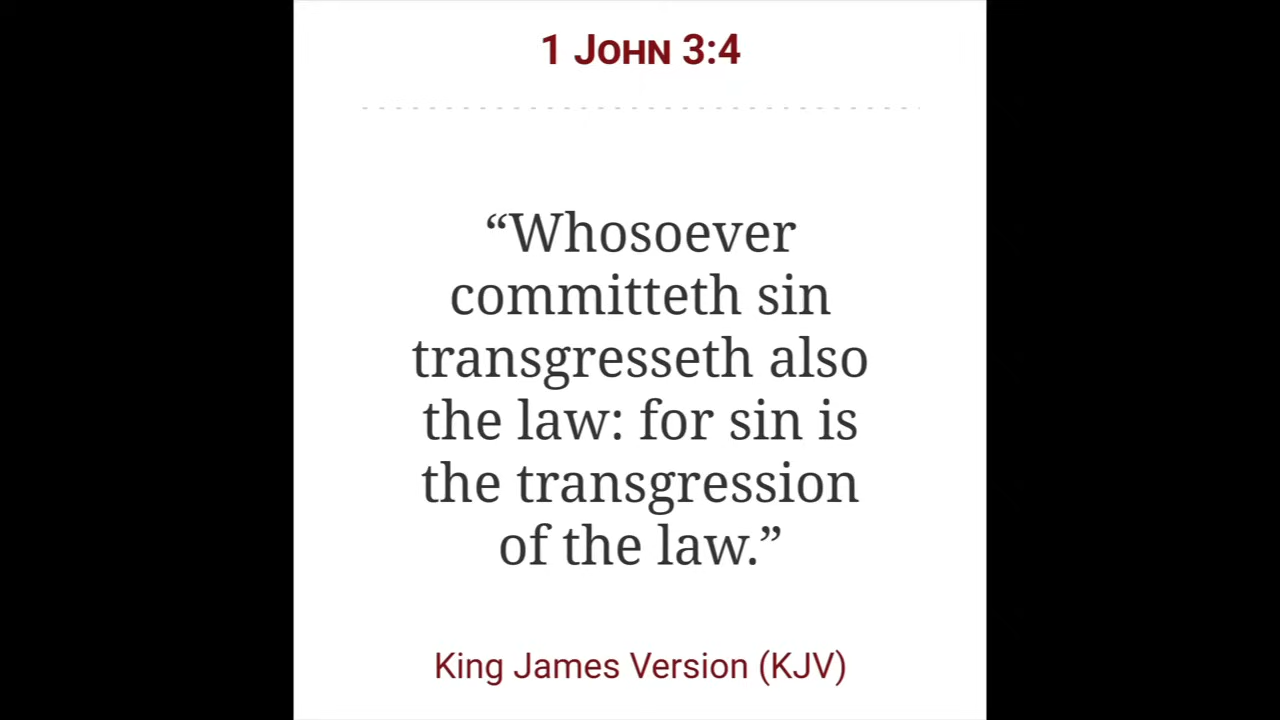 1 John 3:4
“Whosoever
committeth sin
transgresseth also
the law: for sin is
the transgression
of the law.”
King James Version (KJV)